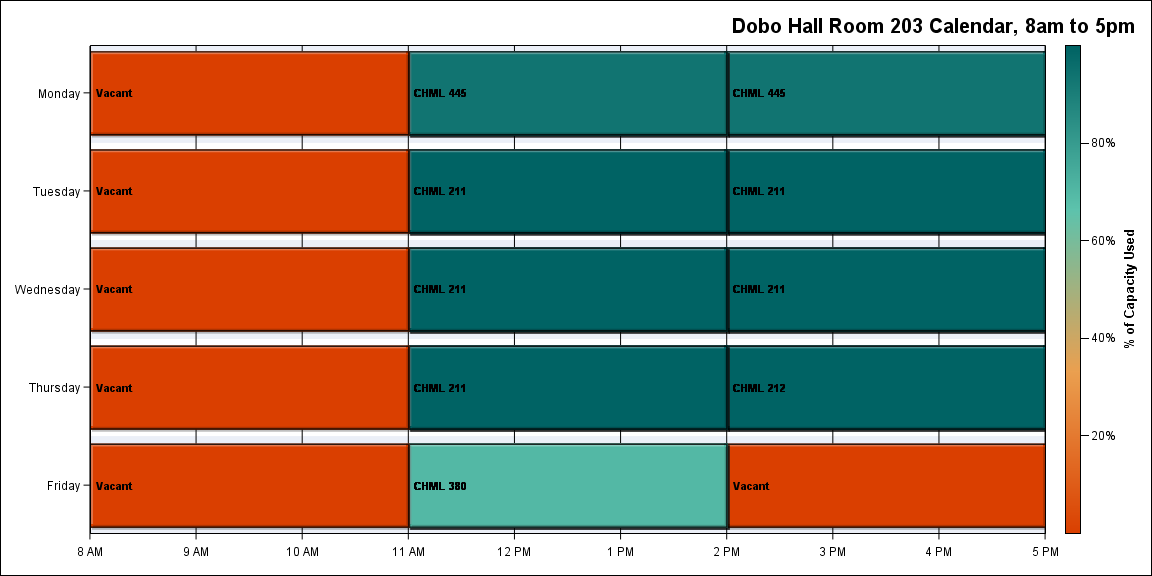 Dobo Hall Room 203 Calendar, 8am to 5pm
Monday
Vacant
CHML 445
CHML 445
Tuesday
Vacant
CHML 211
CHML 211
Wednesday
Vacant
CHML 211
CHML 211
Thursday
Vacant
CHML 211
CHML 212
Friday
Vacant
CHML 380
Vacant
8 AM
9 AM
10 AM
11 AM
12 PM
1 PM
2 PM
3 PM
4 PM
5 PM
80%
60%
40%
20%
% of Capacity Used